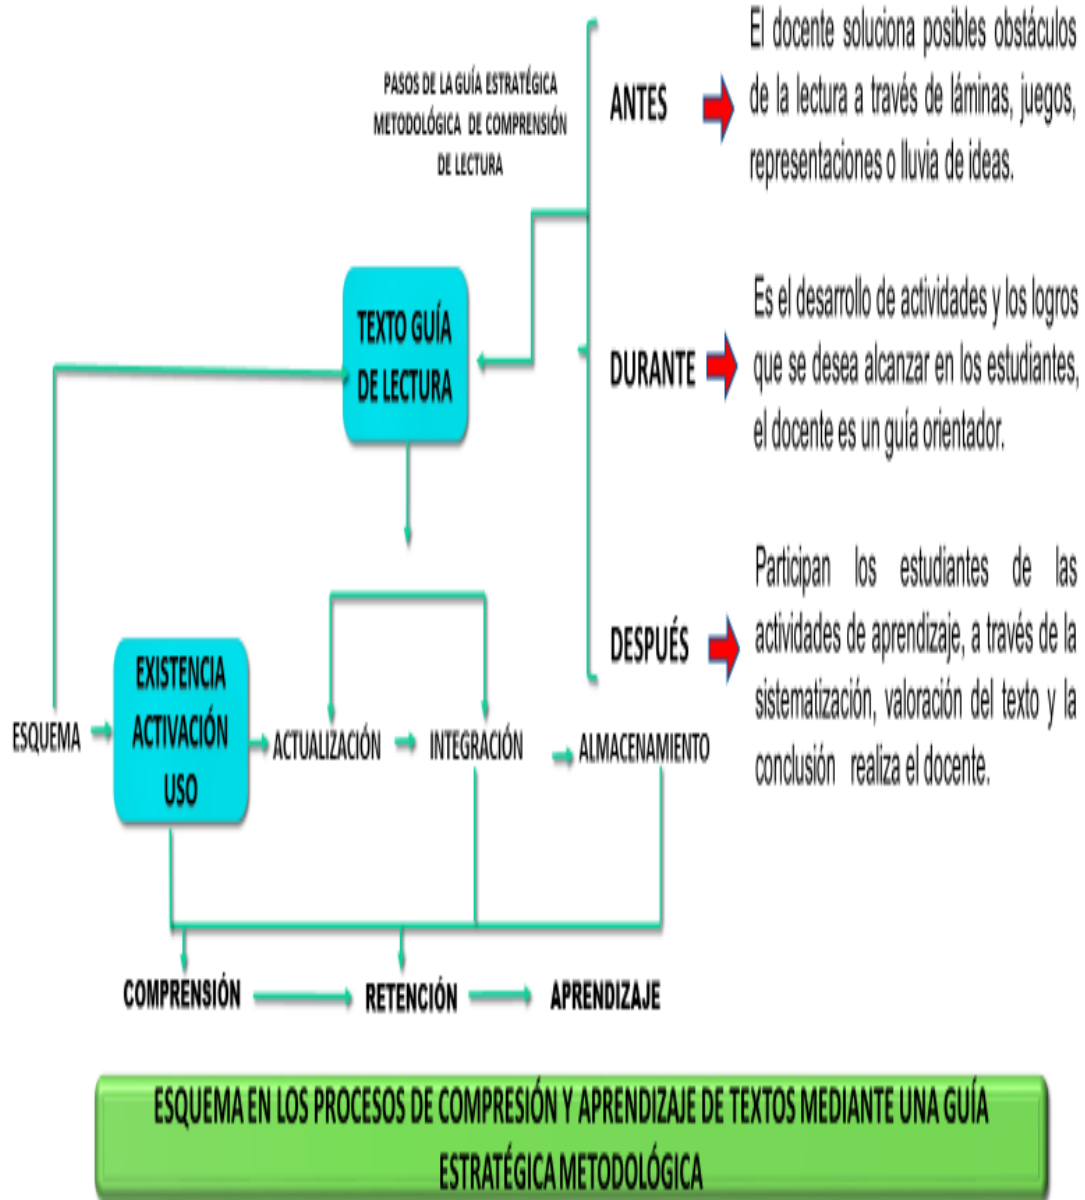 PASOS DE LA GUÍA ESTRATÉGICA
METODOLÓGICA DE COMPRENSIÓN
DE LECTURA
ANTES
El docente soluciona posibles obstáculos
de la lectura a través de láminas, juegos,
representaciones o lluvia de ideas.
TEXTO GUÍA
DE LECTURA
DURANTE
Es el desarrollo de actividades y los logros
que se desea alcanzar en los estudiantes,
el docente es un guía orientador.
DESPUÉS
Participan los estudiantes de las
actividades de aprendizaje, a través de la
sistematización, valoración del texto y la
conclusión realiza el docente.
ESQUEMA
EXISTENCIA
ACTIVACIÓN
USO
ACTUALIZACIÓN
INTEGRACIÓN
ALMACENAMIENTO
COMPRENSIÓN
RETENCIÓN
APRENDIZAJE
ESQUEMA EN LOS PROCESOS DE COMPRESIÓN Y APRENDIZAJE DE TEXTOS MEDIANTE UNA GUÍA
ESTRATÉGICA METODOLÓGICA